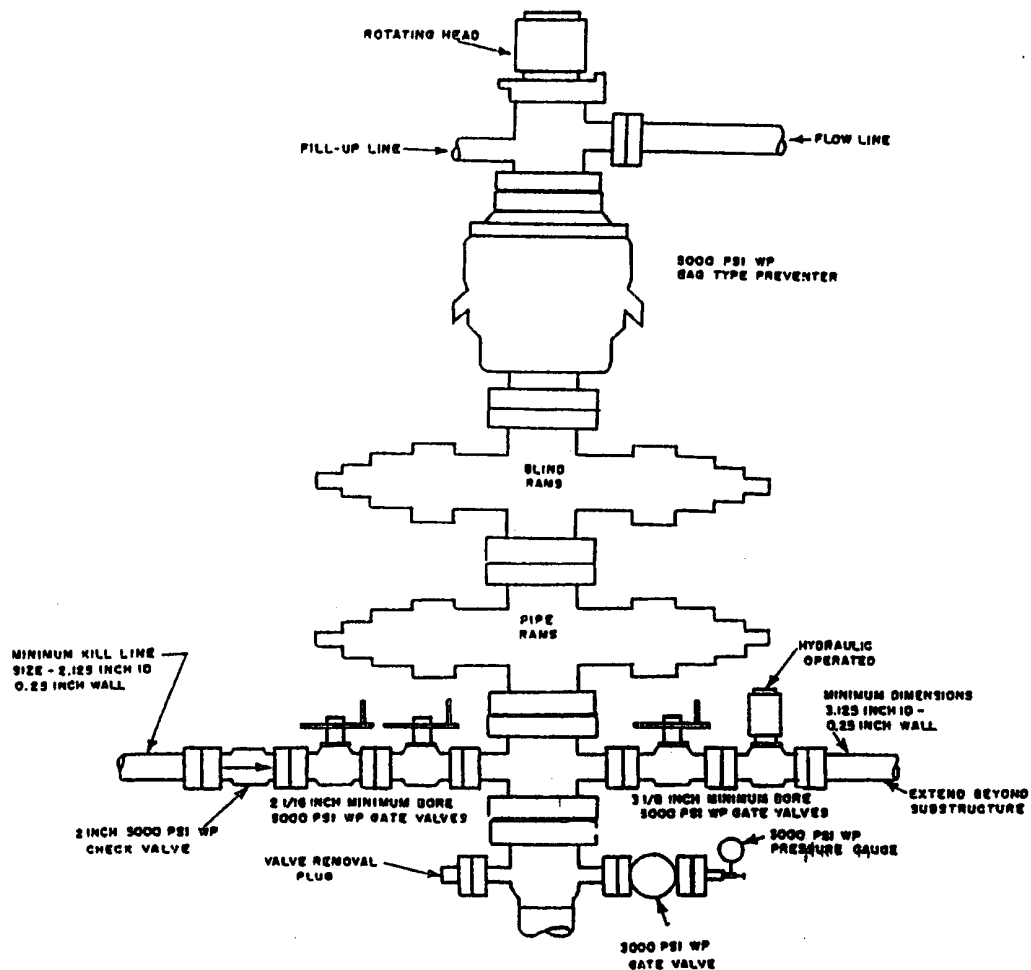 ROTATING HEAD
FILL-UP LINE
FLOW LINE
5000 PSI WP
BAG TYPE PREVENTER
BLIND
RAMS
PIPE
RAMS
MINIMUM KILL LINE
SIZE - 2.125 INCH ID
0.25 INCH WALL
HYDRAULIC
OPERATED
MINIMUM DIMENSIONS
3.125 INCH ID -
0.25 INCH WALL
2 1/16 INCH MINIMUM BORE
5000 PSI WP GATE VALVES
3 1/8 INCH MINIMUM BORE
5000 PSI WP GATE VALVES
EXTEND BEYOND
SUBSTRUCTURE
2 INCH 5000 PSI WP
CHECK VALVE
5000 PSI WP
PRESSURE GAUGE
VALVE REMOVAL
PLUG
PSI WP
GATE VALVE